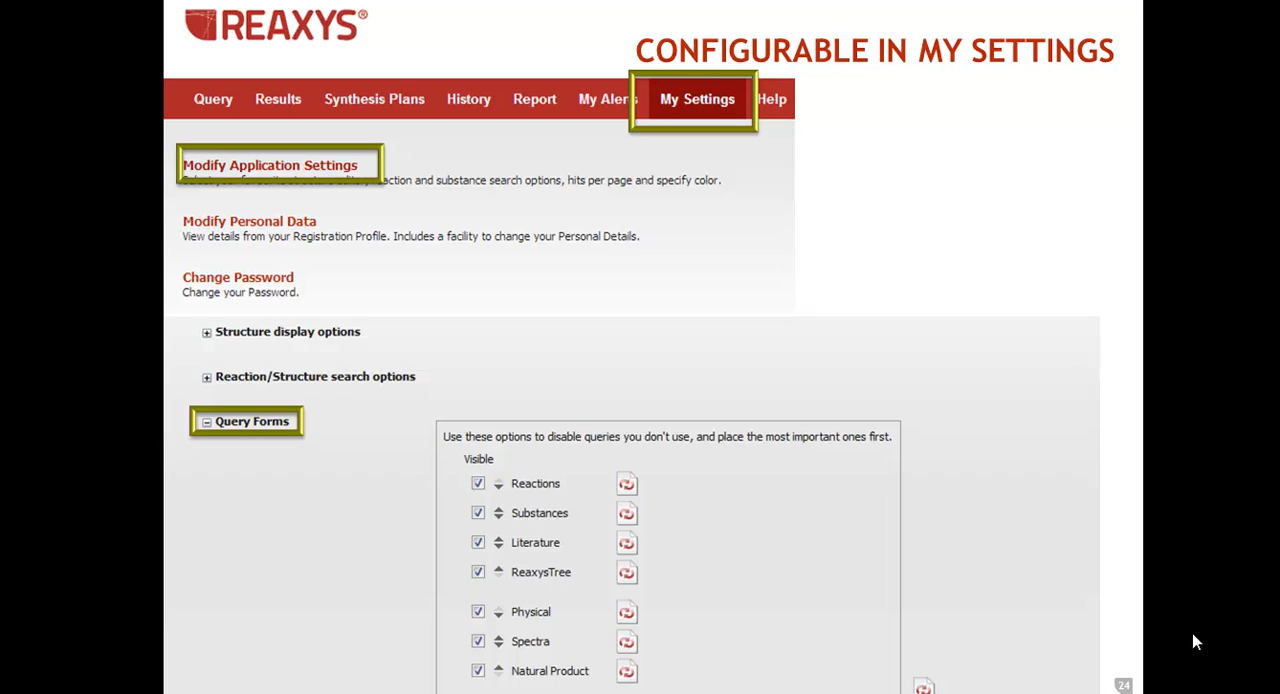 REAXYS®
CONFIGURABLE IN MY SETTINGS
Query Results Synthesis Plans History Report My Alerts My Settings Help
Modify Application Settings
reaction and substance search options, hits per page and specify color.
Modify Personal Data
View details from your Registration Profile. Includes a facility to change your Personal Details.
Change Password
Change your Password.
Structure display options
Reaction/Structure search options
Query Forms
Use these options to disable queries you don't use, and place the most important ones first.
Visible
Reactions
Substances
Literature
ReaxysTree
Physical
Spectra
Natural Product
24